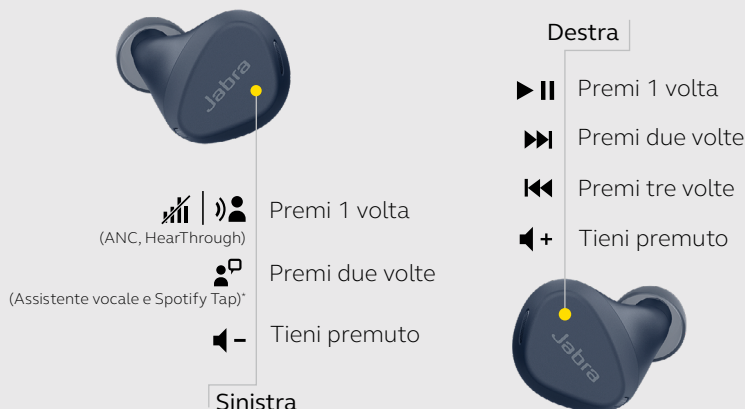 Jabra
Premi 1 volta
(ANC, HearThrough)
Premi due volte
(Assistente vocale e Spotify Tap)*
Tieni premuto
Sinistra
Destra
Premi 1 volta
Premi due volte
Premi tre volte
Tieni premuto
Jabra